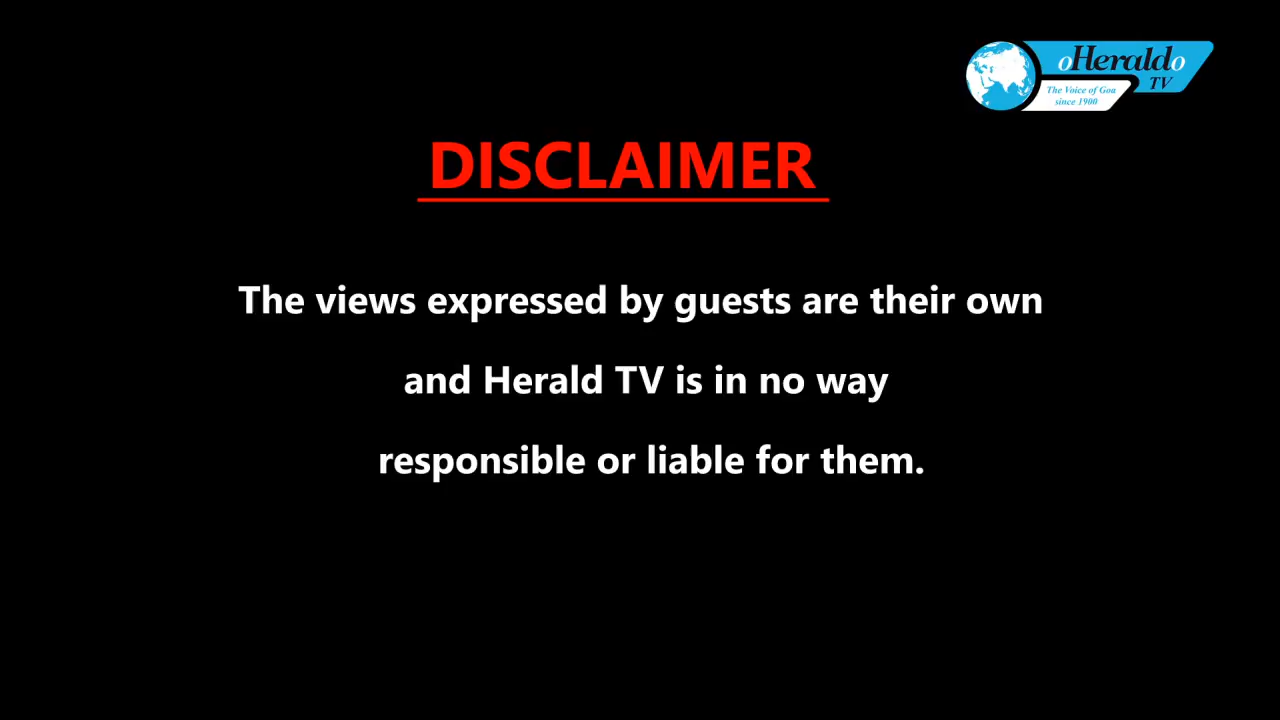 oHeraldo
TV
The Voice of Goa
since 1900
DISCLAIMER
The views expressed by guests are their own
and Herald TV is in no way
responsible or liable for them.